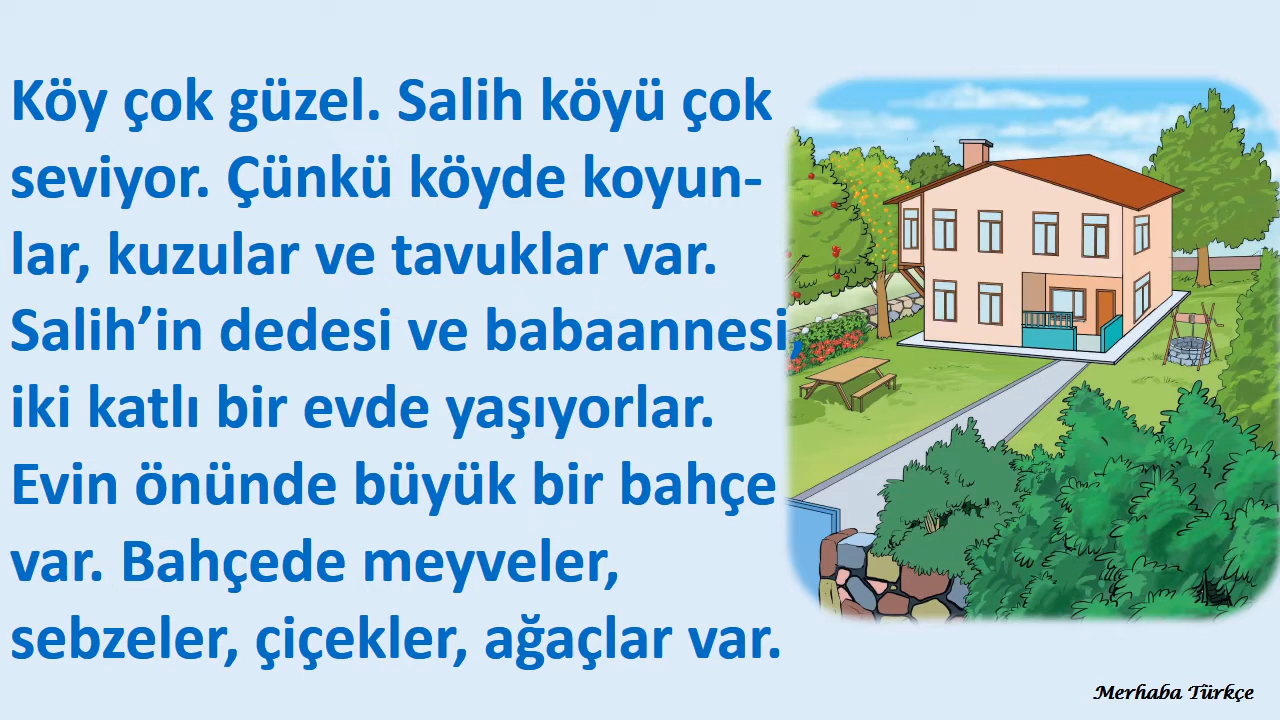 Köy çok güzel. Salih köyü çok
seviyor. Çünkü köyde koyun-
lar, kuzular ve tavuklar var.
Salih’in dedesi ve babaannesi,
iki katlı bir evde yaşıyorlar.
Evin önünde büyük bir bahçe
var. Bahçede meyveler,
sebzeler, çiçekler, ağaçlar var.
Merhaba Türkçe